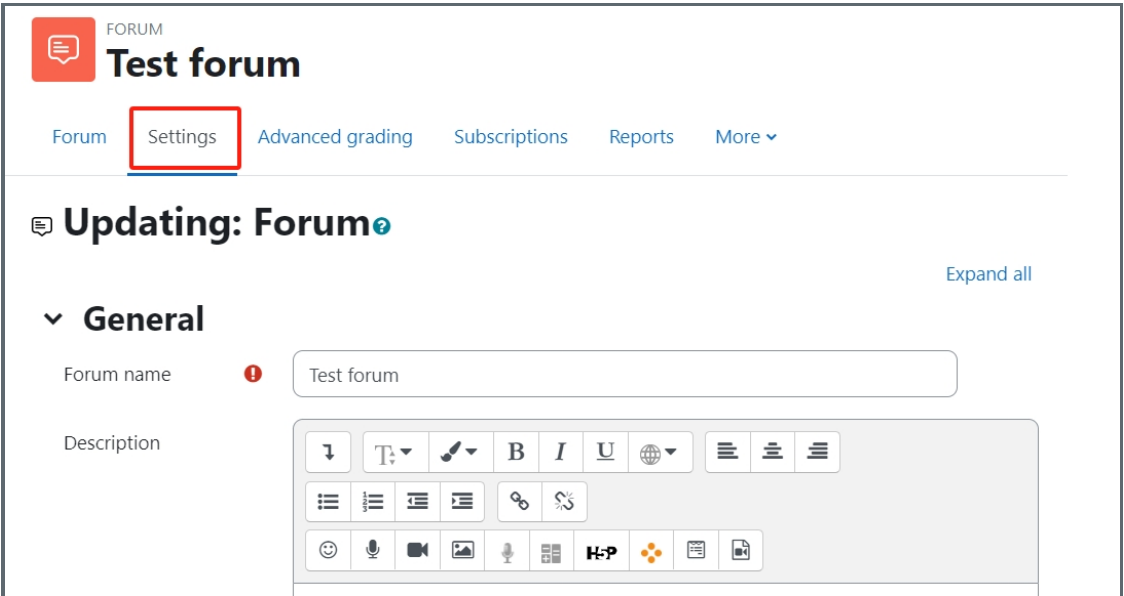 FORUM
Test forum
Forum Settings Advanced grading Subscriptions Reports More
Updating: Forum
Expand all
General
Forum name Test forum
Description
T B I U
H5P